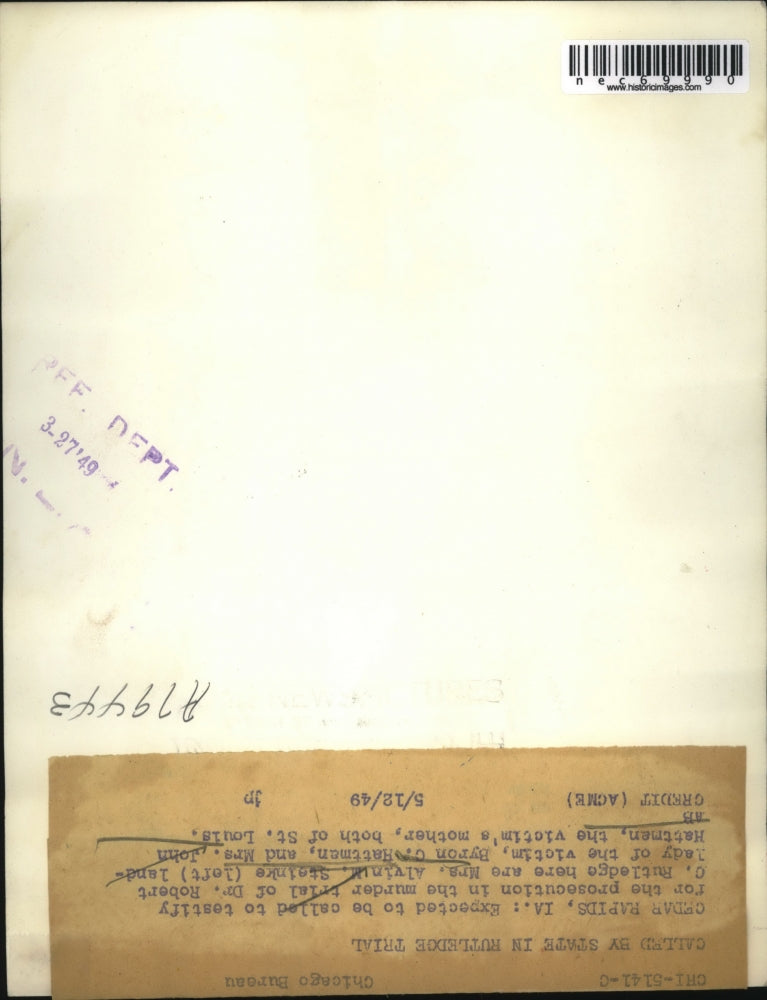 nec69990
www.historicimages.com
REF. DEPT.
3-27'49
A79443
CHI-5141-C Chicago Bureau
CALLED BY STATE IN RUTLEDGE TRIAL
CEDAR RAPIDS, IA.: Expected to be called to testify
for the prosecution in the murder trial of Dr. Robert
C. Rutledge here are Mrs. Alvin W. Steinke (left) land-
lady of the victim, Byron C. Hattman, and Mrs. John
Hattman, the victim's mother, both of St. Louis.
CREDIT (ACME) 5/12/49 jp